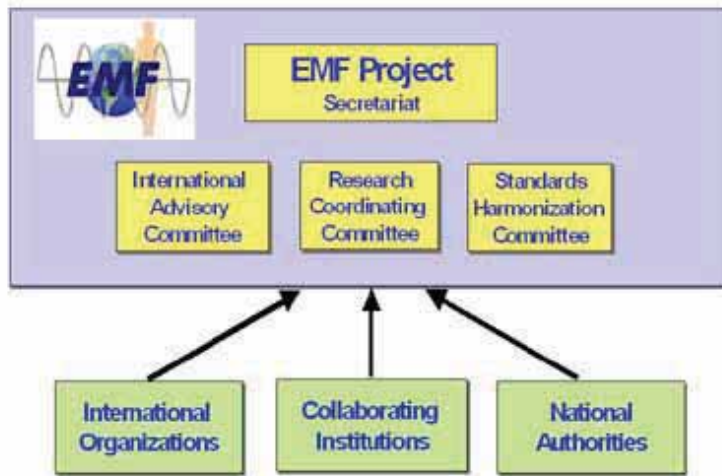 EMF
EMF Project
Secretariat
International
Advisory
Committee
Research
Coordinating
Committee
Standards
Harmonization
Committee
International
Organizations
Collaborating
Institutions
National
Authorities